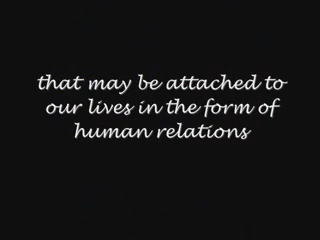 that may be attached to
our lives in the form of
human relations